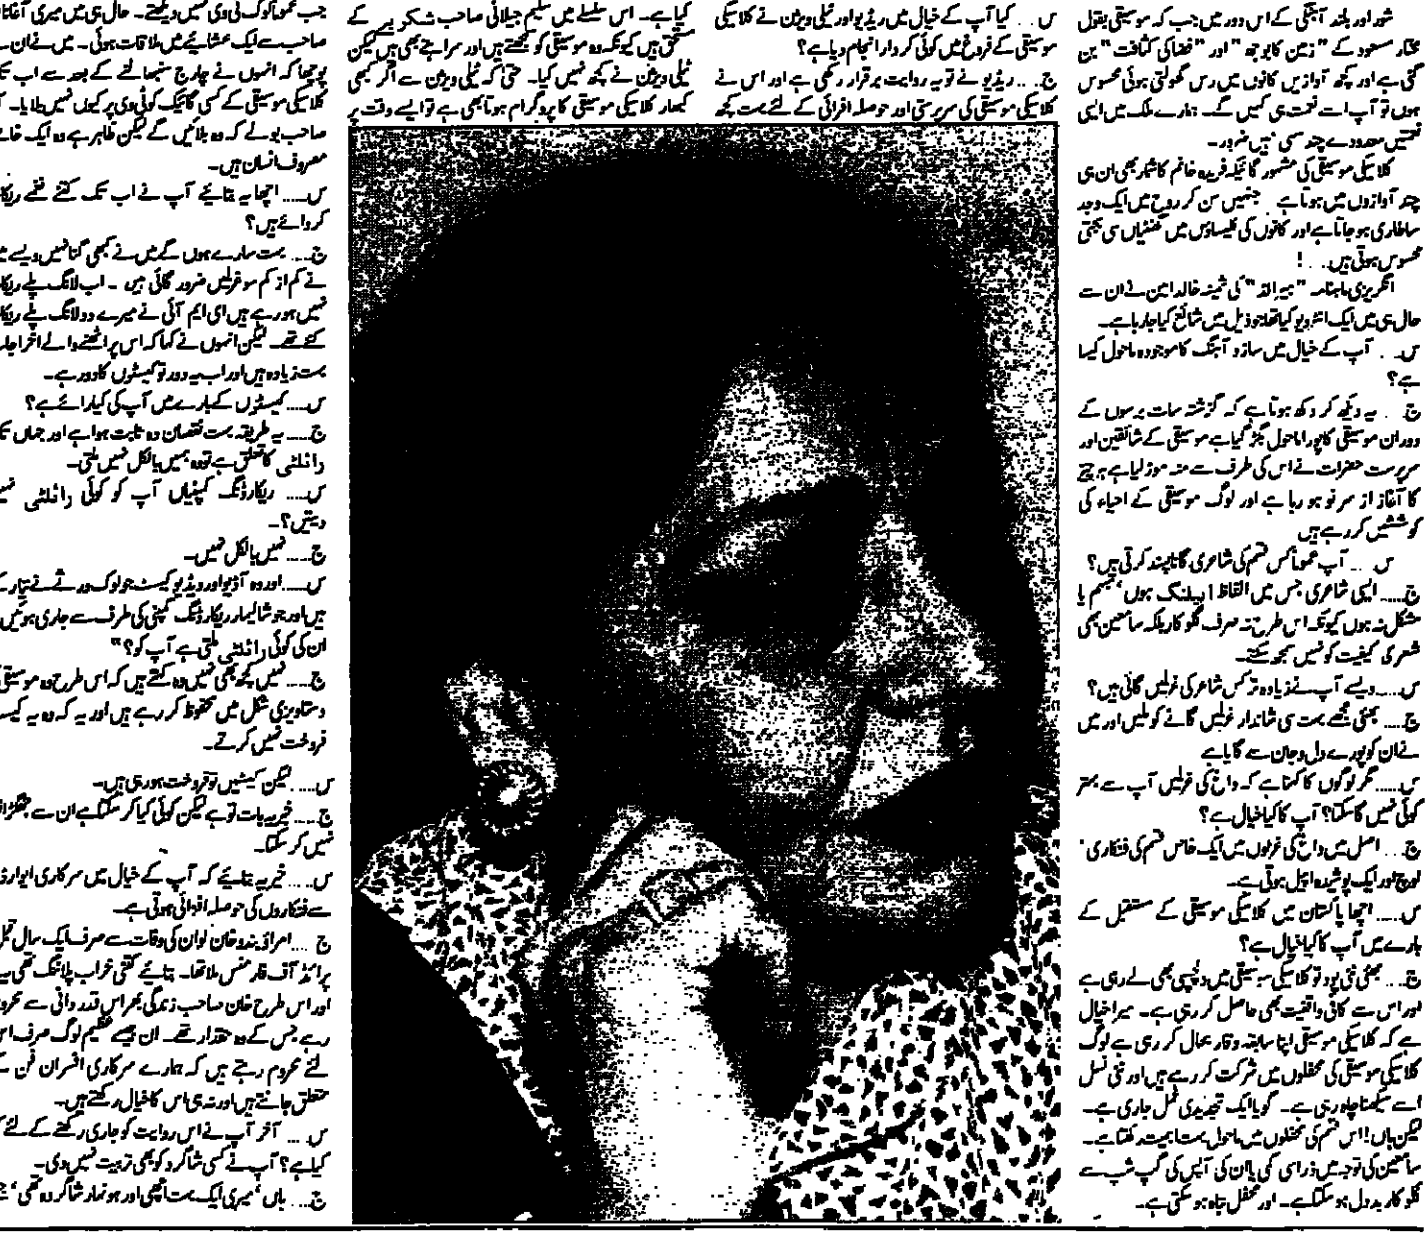 شور اور بلند آہنگی کے اس دور میں جب کہ موسیقی بقول
مختار مسعود کے "زمین کا بوجھ" اور "فضا کی کثافت" بن
گئی ہے اور کچھ آوازیں کانوں میں رس گھولتی ہوئی محسوس
ہوں تو آپ اسے نعمت ہی کہیں گے۔ ہمارے ملک میں ایسی
نعمتیں معدودے چند سہی ہیں ضرور۔
کلاسیکی موسیقی کی مشہور گائیکہ فریدہ خانم کا شمار بھی ان ہی
چند آوازوں میں ہوتا ہے جنہیں سن کر روح میں ایک وجد
سا طاری ہو جاتا ہے اور کانوں کی کلیساؤں میں گھنٹیاں سی بجتی
محسوس ہوتی ہیں . . . !
انگریزی ماہنامہ "ہیرالڈ" کی ثمینہ خالد امین نے ان سے
حال ہی میں ایک انٹرویو کیا تھا جو ذیل میں شائع کیا جا رہا ہے۔
س . . آپ کے خیال میں ساز و آہنگ کا موجودہ ماحول کیسا
ہے؟
ج . یہ دیکھ کر دکھ ہوتا ہے کہ گزشتہ سات برسوں کے
دوران موسیقی کا پورا ماحول بگڑ گیا ہے موسیقی کے شائقین اور
سرپرست حضرات نے اس کی طرف سے منہ موڑ لیا ہے ہر چیز
کا آغاز از سر نو ہو رہا ہے اور لوگ موسیقی کے احیاء کی
کوششیں کر رہے ہیں
س . . . آپ عموماً کس قسم کی شاعری گانا پسند کرتی ہیں؟
ج..... ایسی شاعری جس میں الفاظ اپیلنگ ہوں، مبہم یا
مشکل نہ ہوں کیونکہ اس طرح نہ صرف گلوکار بلکہ سامعین بھی
شعر کی کیفیت کو نہیں سمجھ سکتے۔
س..... ویسے آپ نے زیادہ تر کس شاعر کی غزلیں گائی ہیں؟
ج.... بھئی مجھے بہت سی شاندار غزلیں گانے کو ملیں اور میں
نے ان کو پورے دل و جان سے گایا ہے
س..... مگر لوگوں کا کہنا ہے کہ داغ کی غزلیں آپ سے بہتر
کوئی نہیں گا سکتا؟ آپ کا کیا خیال ہے؟
ج. . . اصل میں داغ کی غزلوں میں ایک خاص قسم کی فنکاری،
لوچ اور ایک پوشیدہ اپیل ہوتی ہے۔
س..... اچھا پاکستان میں کلاسیکی موسیقی کے مستقبل کے
بارے میں آپ کا کیا خیال ہے؟
ج. . . بھئی نئی پود تو کلاسیکی موسیقی میں دلچسپی بھی لے رہی ہے
اور اس سے کافی واقفیت بھی حاصل کر رہی ہے۔ میرا خیال
ہے کہ کلاسیکی موسیقی اپنا سابقہ وقار بحال کر رہی ہے لوگ
کلاسیکی موسیقی کی محفلوں میں شرکت کر رہے ہیں اور نئی نسل
اسے سیکھنا چاہ رہی ہے۔ گویا ایک تجدیدی عمل جاری ہے۔
لیکن ہاں! اس قسم کی محفلوں میں ماحول بہت اہمیت رکھتا ہے۔
سامعین کی توجہ میں ذرا سی کمی یا ان کی آپس کی گپ شپ سے
گلوکار بددل ہو سکتا ہے۔ اور محفل تباہ ہو سکتی ہے۔
س . . کیا آپ کے خیال میں ریڈیو اور ٹیلی ویژن نے کلاسیکی
موسیقی کے فروغ میں کوئی کردار انجام دیا ہے؟
ج. . . ریڈیو نے تو یہ روایت برقرار رکھی ہے اور اس نے
کلاسیکی موسیقی کی سرپرستی اور حوصلہ افزائی کے لئے بہت کچھ
کیا ہے۔ اس سلسلے میں سلیم جیلانی صاحب شکریے کے
مستحق ہیں کیونکہ وہ موسیقی کو سمجھتے ہیں اور سراہتے بھی ہیں لیکن
ٹیلی ویژن نے کچھ نہیں کیا۔ حتیٰ کہ ٹیلی ویژن سے اگر کبھی
کبھار کلاسیکی موسیقی کا پروگرام ہوتا بھی ہے تو ایسے وقت پر
جب عموماً لوگ ٹی وی نہیں دیکھتے۔ حال ہی میں میری آغا
صاحب سے ایک عشائیے میں ملاقات ہوئی۔ میں نے ان
پوچھا کہ انہوں نے چارج سنبھالنے کے بعد سے اب تک
کلاسیکی موسیقی کے کسی گائیک کو ٹی وی پر کیوں نہیں بلایا۔
صاحب بولے کہ وہ بلائیں گے لیکن ظاہر ہے وہ ایک خاصے
مصروف انسان ہیں۔
س..... اچھا یہ بتائیے آپ نے اب تک کتنے نغمے ریکارڈ
کروائے ہیں؟
ج.... بہت سارے ہوں گے میں نے کبھی گنا نہیں ویسے میں
نے کم از کم سو غزلیں ضرور گائی ہیں ۔ اب لانگ پلے ریکارڈ
نہیں ہو رہے ہیں ای ایم آئی نے میرے دو لانگ پلے ریکارڈ
کئے تھے۔ لیکن انہوں نے کہا کہ اس پر اٹھنے والے اخراجات
بہت زیادہ ہیں اور اب یہ دور تو کیسٹوں کا دور ہے۔
س..... کیسٹوں کے بارے میں آپ کی کیا رائے ہے؟
ج..... یہ طریقہ بہت نقصان دہ ثابت ہوا ہے اور جہاں تک
رائلٹی کا تعلق ہے تو وہ ہمیں بالکل نہیں ملتی۔
س..... ریکارڈنگ کمپنیاں آپ کو کوئی رائلٹی نہیں
دیتیں؟۔
ج..... نہیں بالکل نہیں۔
س..... اور وہ آڈیو اور ویڈیو کیسٹ جو لوک ورثے نے تیار کئے
ہیں اور جو شالیمار ریکارڈنگ کمپنی کی طرف سے جاری ہوئیں
ان کی کوئی رائلٹی ملتی ہے آپ کو؟"
ج..... نہیں کچھ بھی نہیں وہ کہتے ہیں کہ اس طرح وہ موسیقی
دستاویزی شکل میں محفوظ کر رہے ہیں اور یہ کہ وہ یہ کیسٹ
فروخت نہیں کرتے۔
س. . . . لیکن کیسٹیں تو فروخت ہو رہی ہیں۔
ج.... خیر یہ بات تو ہے لیکن کوئی کیا کر سکتا ہے ان سے جھگڑا تو
نہیں کر سکتا۔
س. . . . خیر یہ بتائیے کہ آپ کے خیال میں سرکاری ایوارڈ
سے فنکاروں کی حوصلہ افزائی ہوتی ہے۔
ج .... امراؤ بندو خان کو ان کی وفات سے صرف ایک سال قبل
پرائڈ آف پرفارمنس ملا تھا۔ بتائیے کتنی خراب پلاننگ تھی یہ
اور اس طرح خان صاحب زندگی بھر اس قدر دانی سے محروم
رہے جس کے وہ حقدار تھے۔ ان جیسے عظیم لوگ صرف اس
لئے محروم رہتے ہیں کہ ہمارے سرکاری افسران فن کے
متعلق جانتے ہیں اور نہ ہی اس کا خیال رکھتے ہیں۔
س . . . آخر آپ نے اس روایت کو جاری رکھنے کے لئے کیا
کیا ہے؟ آپ نے کسی شاگرد کو بھی تربیت نہیں دی۔
ج. . . ہاں، میری ایک بہت اچھی اور ہونہار شاگردہ تھی،